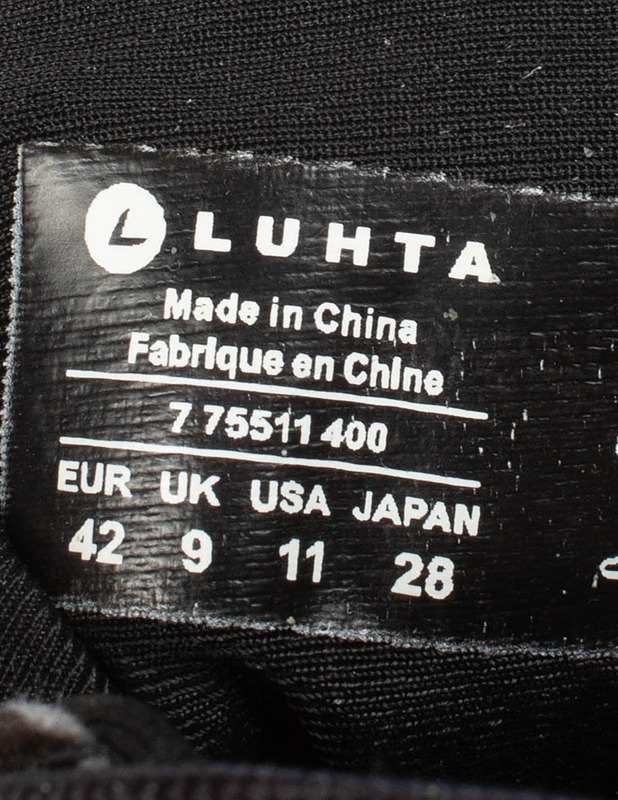 L LUHTA
Made in China
Fabrique en Chine
7 75511 400
EUR UK USA JAPAN
42 9 11 28